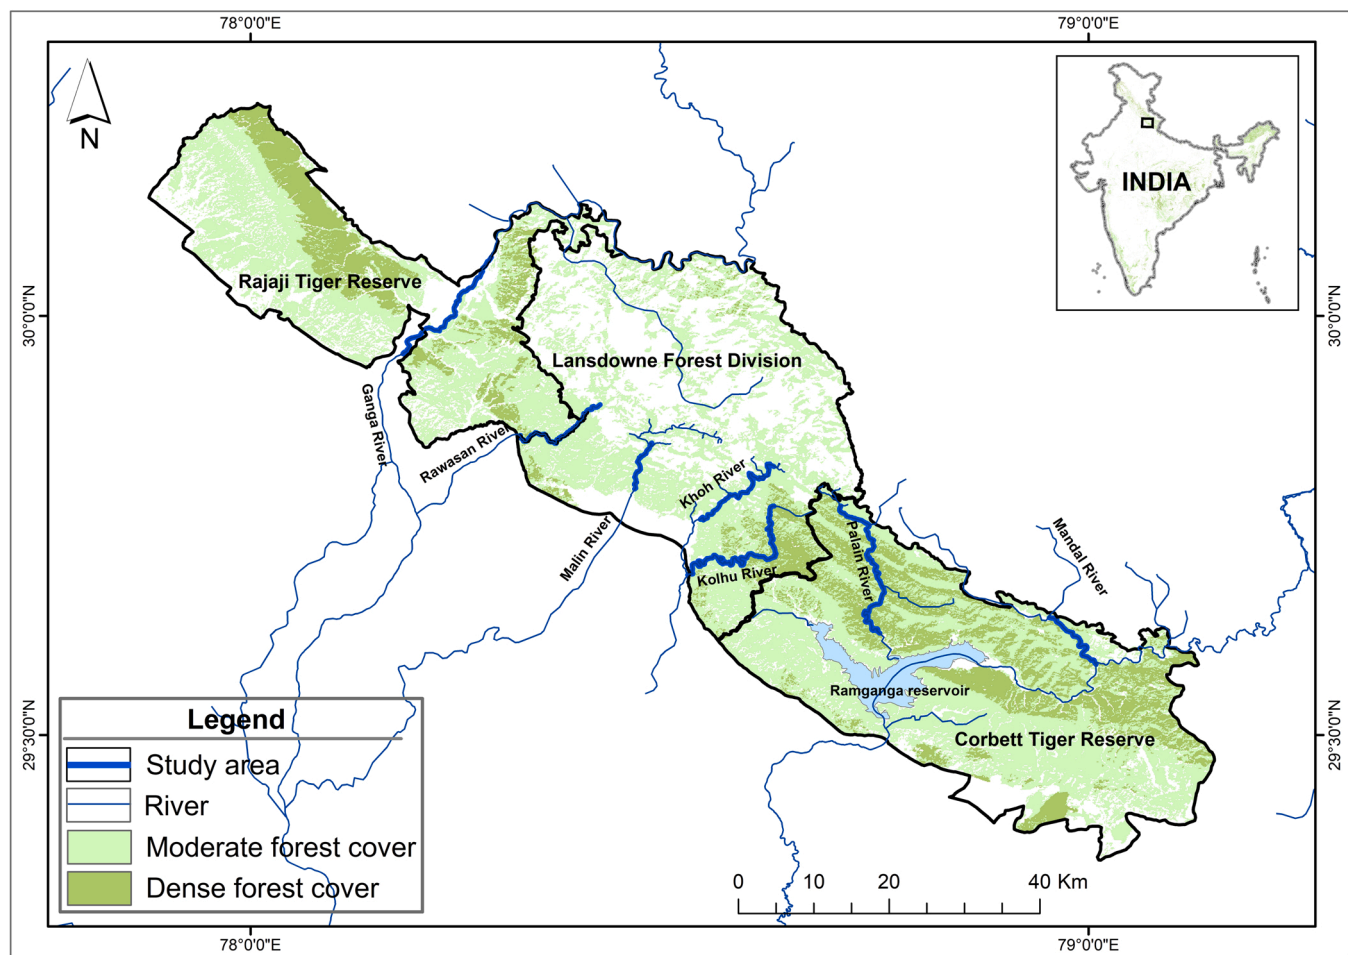 78°0'0"E
79°0'0"E
N
INDIA
30°0'0"N
30°0'0"N
Rajaji Tiger Reserve
Lansdowne Forest Division
Ganga River
Rawasan River
Khoh River
Malin River
Kolhu River
Palain River
Mandal River
Ramganga reservoir
Corbett Tiger Reserve
29°30'0"N
29°30'0"N
Legend
Study area
River
Moderate forest cover
Dense forest cover
0 10 20 40 Km
78°0'0"E
79°0'0"E